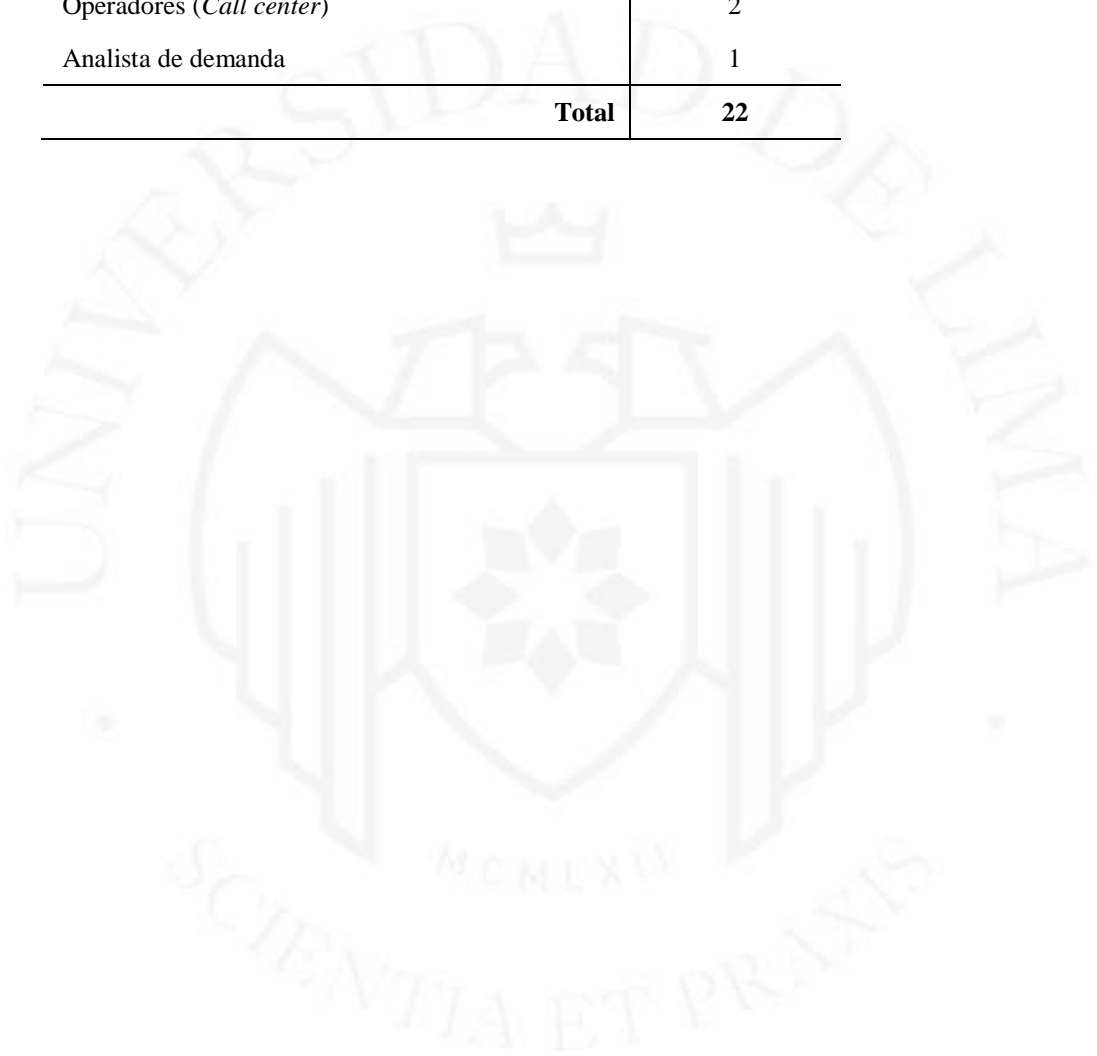 Operadores (Call center) 2
Analista de demanda 1
Total 22
UNIVERSIDAD DE LIMA
MCMLXII
SCIENTIA ET PRAXIS